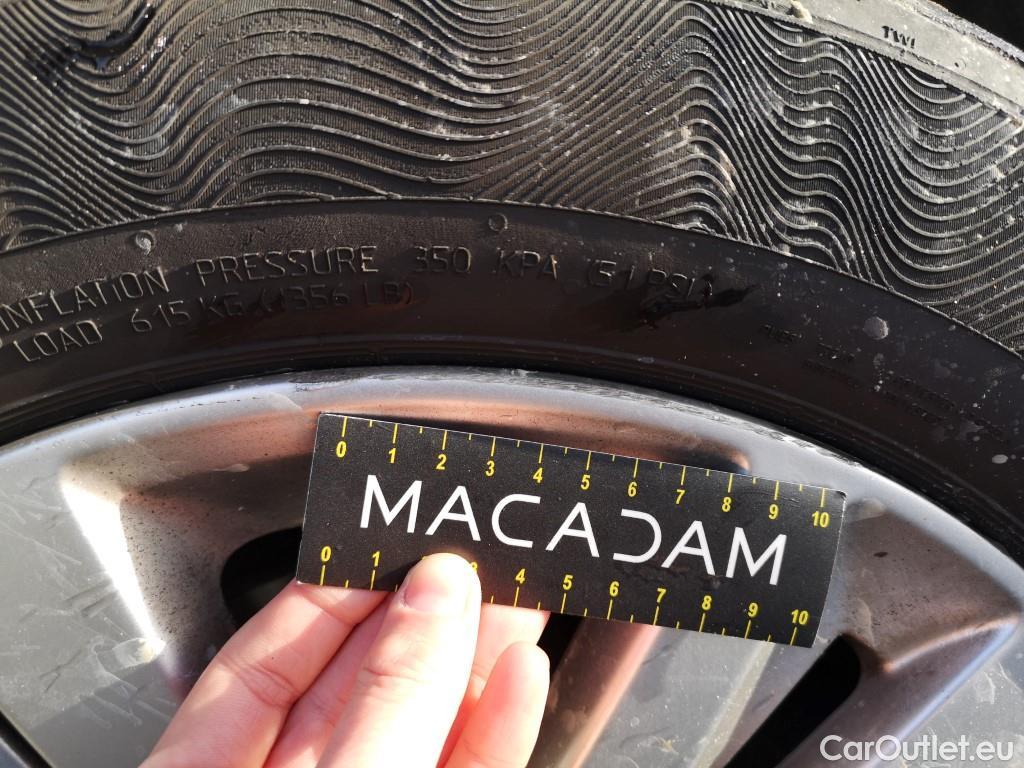 TWI
INFLATION PRESSURE 350 KPA (51 PSI)
LOAD 615 KG (1356 LB)
0 1 2 3 4 5 6 7 8 9 10
MACADAM
0 1 3 4 5 6 7 8 9 10
CarOutlet.eu